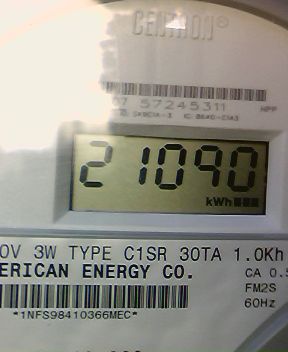 CENTRON®
57245311
21090
kWh
0V 3W TYPE C1SR 30TA 1.0Kh
ERICAN ENERGY CO.
CA 0.5
FM2S
60Hz
*1NFS98410366MEC*